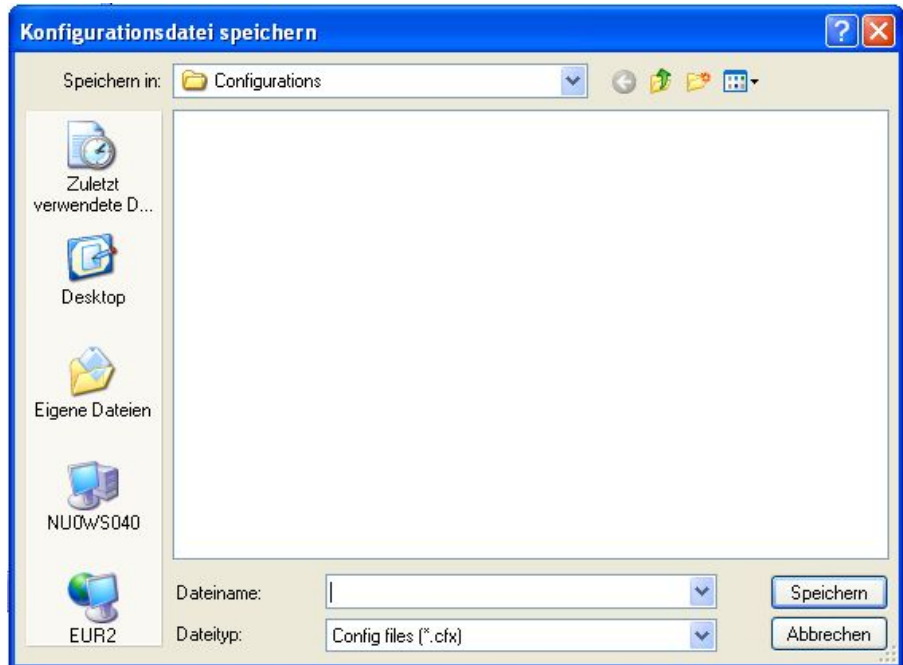 Konfigurationsdatei speichern
Speichern in:
Configurations
Zuletzt
verwendete D...
Desktop
Eigene Dateien
NU0WS040
EUR2
Dateiname:
Speichern
Dateityp:
Config files (*.cfx)
Abbrechen